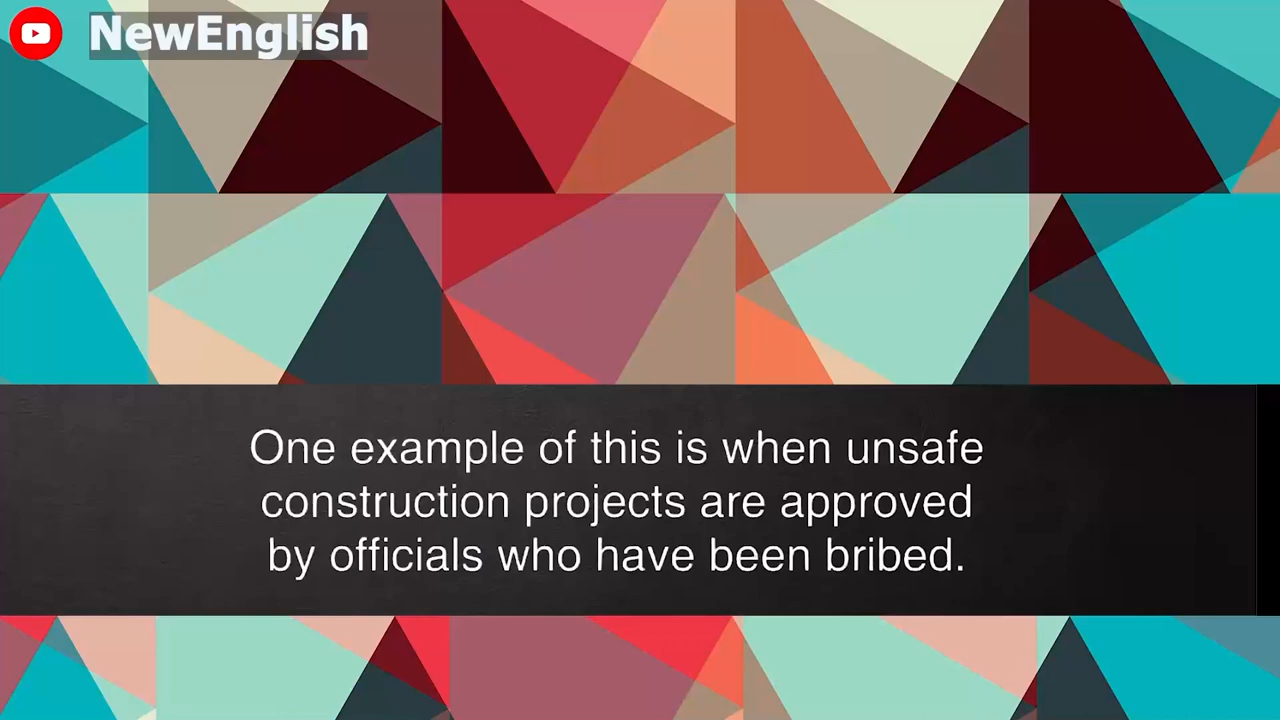 NewEnglish
One example of this is when unsafe
construction projects are approved
by officials who have been bribed.